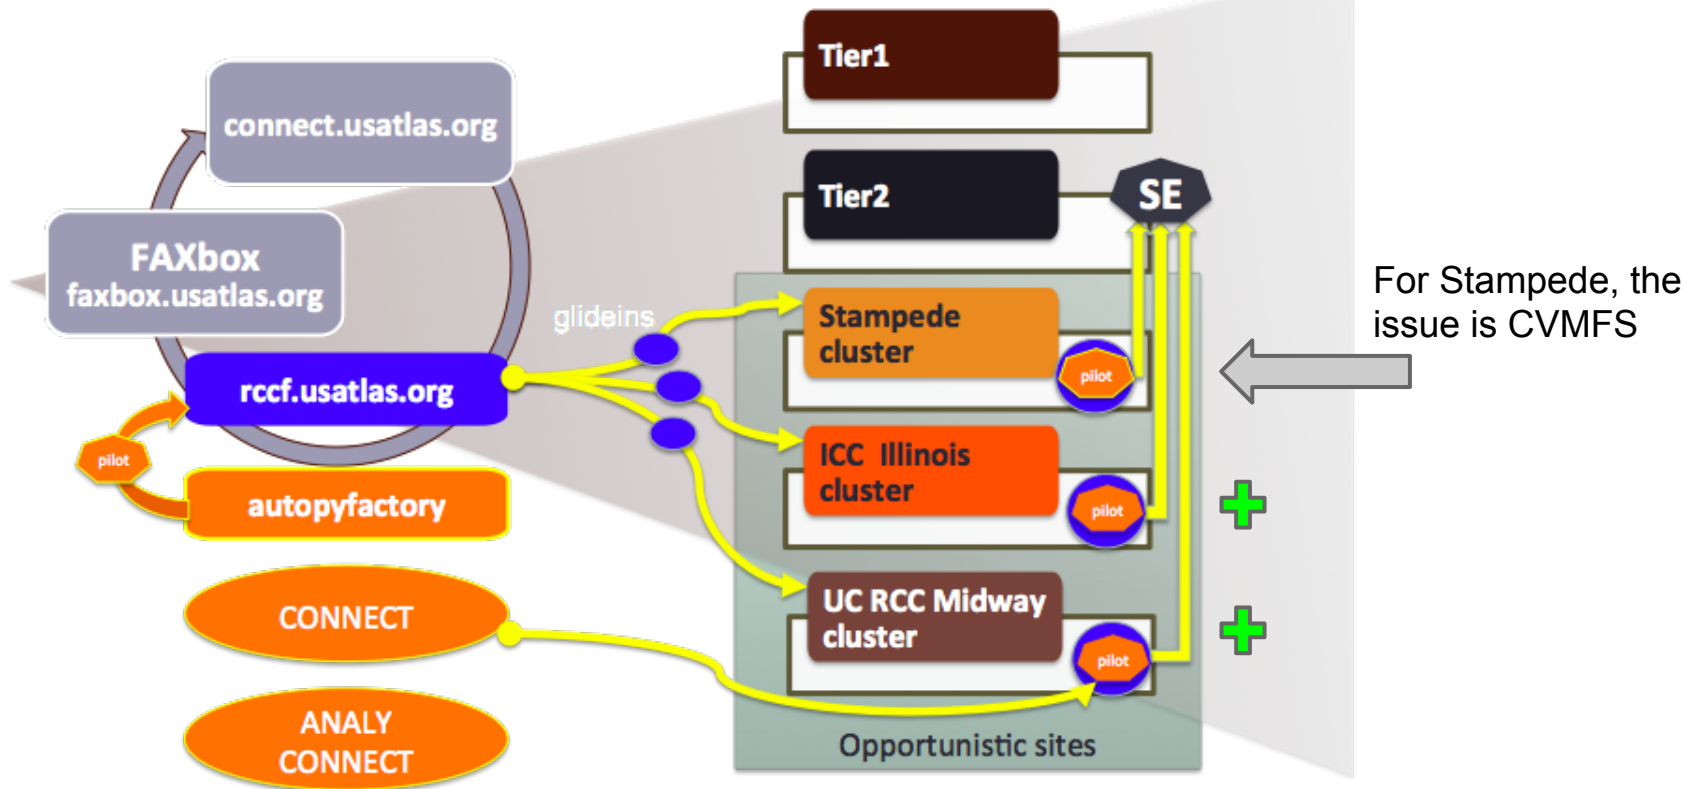 connect.usatlas.org
FAXbox
faxbox.usatlas.org
rccf.usatlas.org
pilot
autopyfactory
CONNECT
ANALY
CONNECT
glideins
Tier1
Tier2
SE
Stampede
cluster
pilot
ICC Illinois
cluster
pilot
UC RCC Midway
cluster
pilot
Opportunistic sites
For Stampede, the
issue is CVMFS